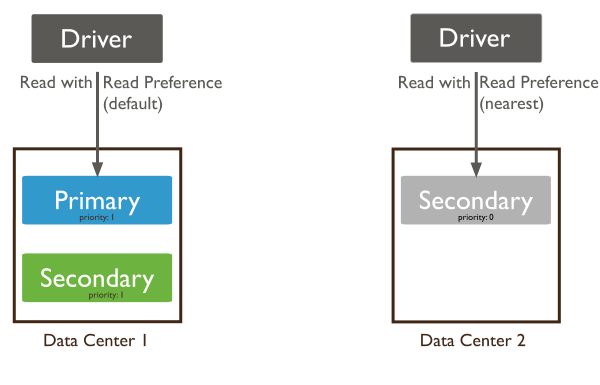 Driver
Read with Read Preference
(default)
Primary
priority: 1
Secondary
priority: 1
Data Center 1
Driver
Read with Read Preference
(nearest)
Secondary
priority: 0
Data Center 2